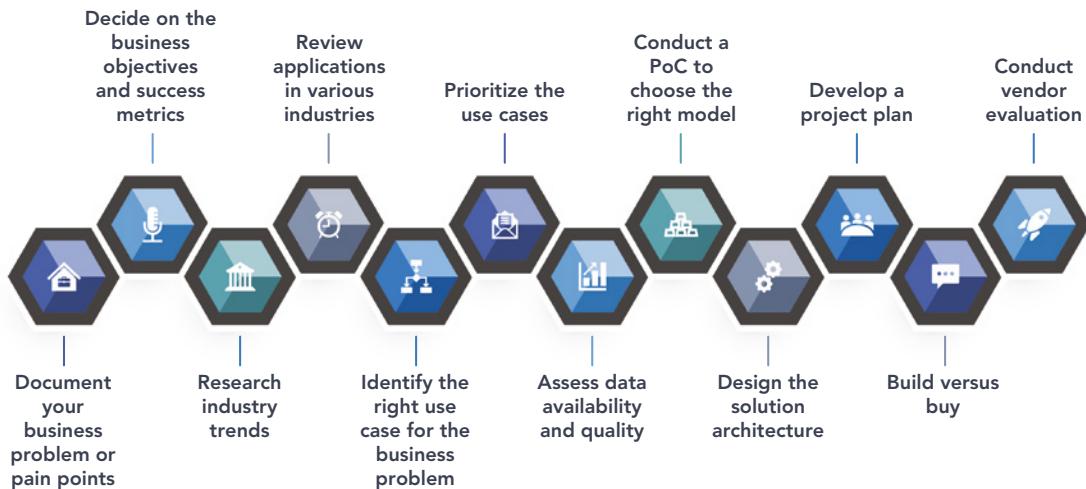 Document
your
business
problem or
pain points
Decide on the
business
objectives
and success
metrics
Research
industry
trends
Review
applications
in various
industries
Identify the
right use
case for the
business
problem
Prioritize the
use cases
Assess data
availability
and quality
Conduct a
PoC to
choose the
right model
Design the
solution
architecture
Develop a
project plan
Build versus
buy
Conduct
vendor
evaluation